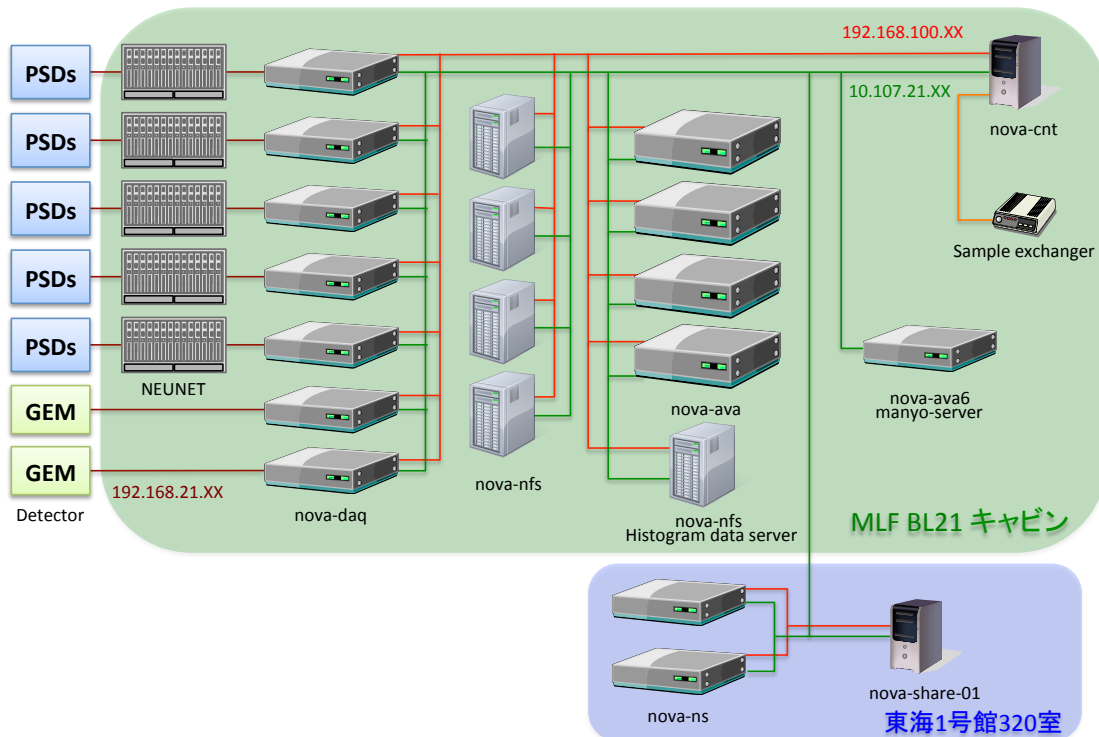 192.168.100.XX
PSDs
10.107.21.XX
nova-cnt
PSDs
PSDs
Sample exchanger
PSDs
PSDs
NEUNET
nova-ava
nova-ava6
manyo-server
GEM
GEM
192.168.21.XX
nova-nfs
Detector
nova-daq
nova-nfs
Histogram data server
MLF BL21 キャビン
nova-share-01
nova-ns
東海1号館320室